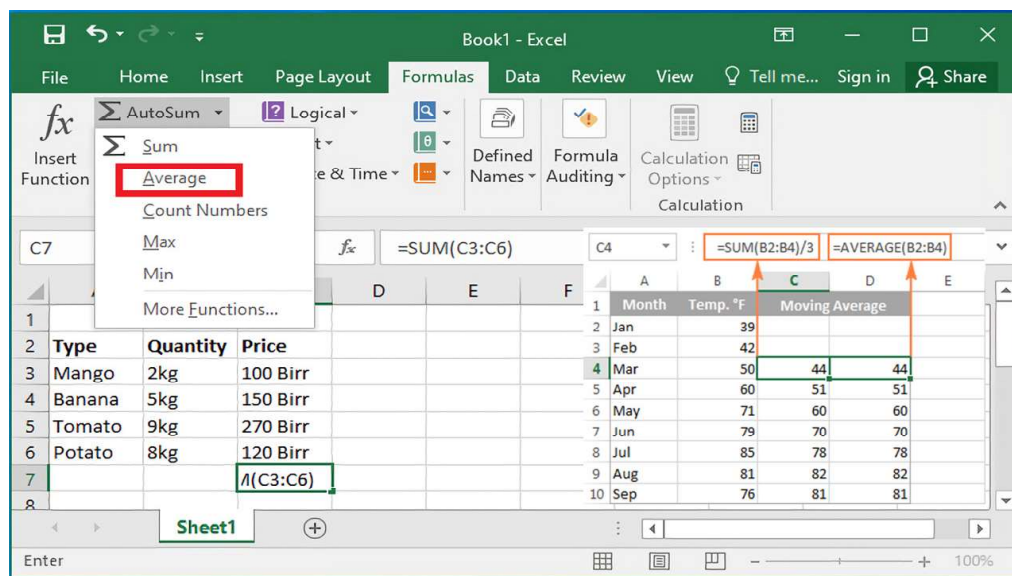 Book1 - Excel
File Home Insert Page Layout Formulas Data Review View Tell me... Sign in Share
fx Insert Function
Σ AutoSum
Σ Sum
Average
Count Numbers
Max
Min
More Functions...
? Logical
t
e & Time
θ
Defined Names
Formula Auditing
Calculation Options
Calculation
C7 fx =SUM(C3:C6)
D E F
1
2 Type Quantity Price
3 Mango 2kg 100 Birr
4 Banana 5kg 150 Birr
5 Tomato 9kg 270 Birr
6 Potato 8kg 120 Birr
7 (C3:C6)
8
C4 =SUM(B2:B4)/3 =AVERAGE(B2:B4)
A B C D E
1 Month Temp. °F Moving Average
2 Jan 39
3 Feb 42
4 Mar 50 44 44
5 Apr 60 51 51
6 May 71 60 60
7 Jun 79 70 70
8 Jul 85 78 78
9 Aug 81 82 82
10 Sep 76 81 81
Sheet1
Enter 100%